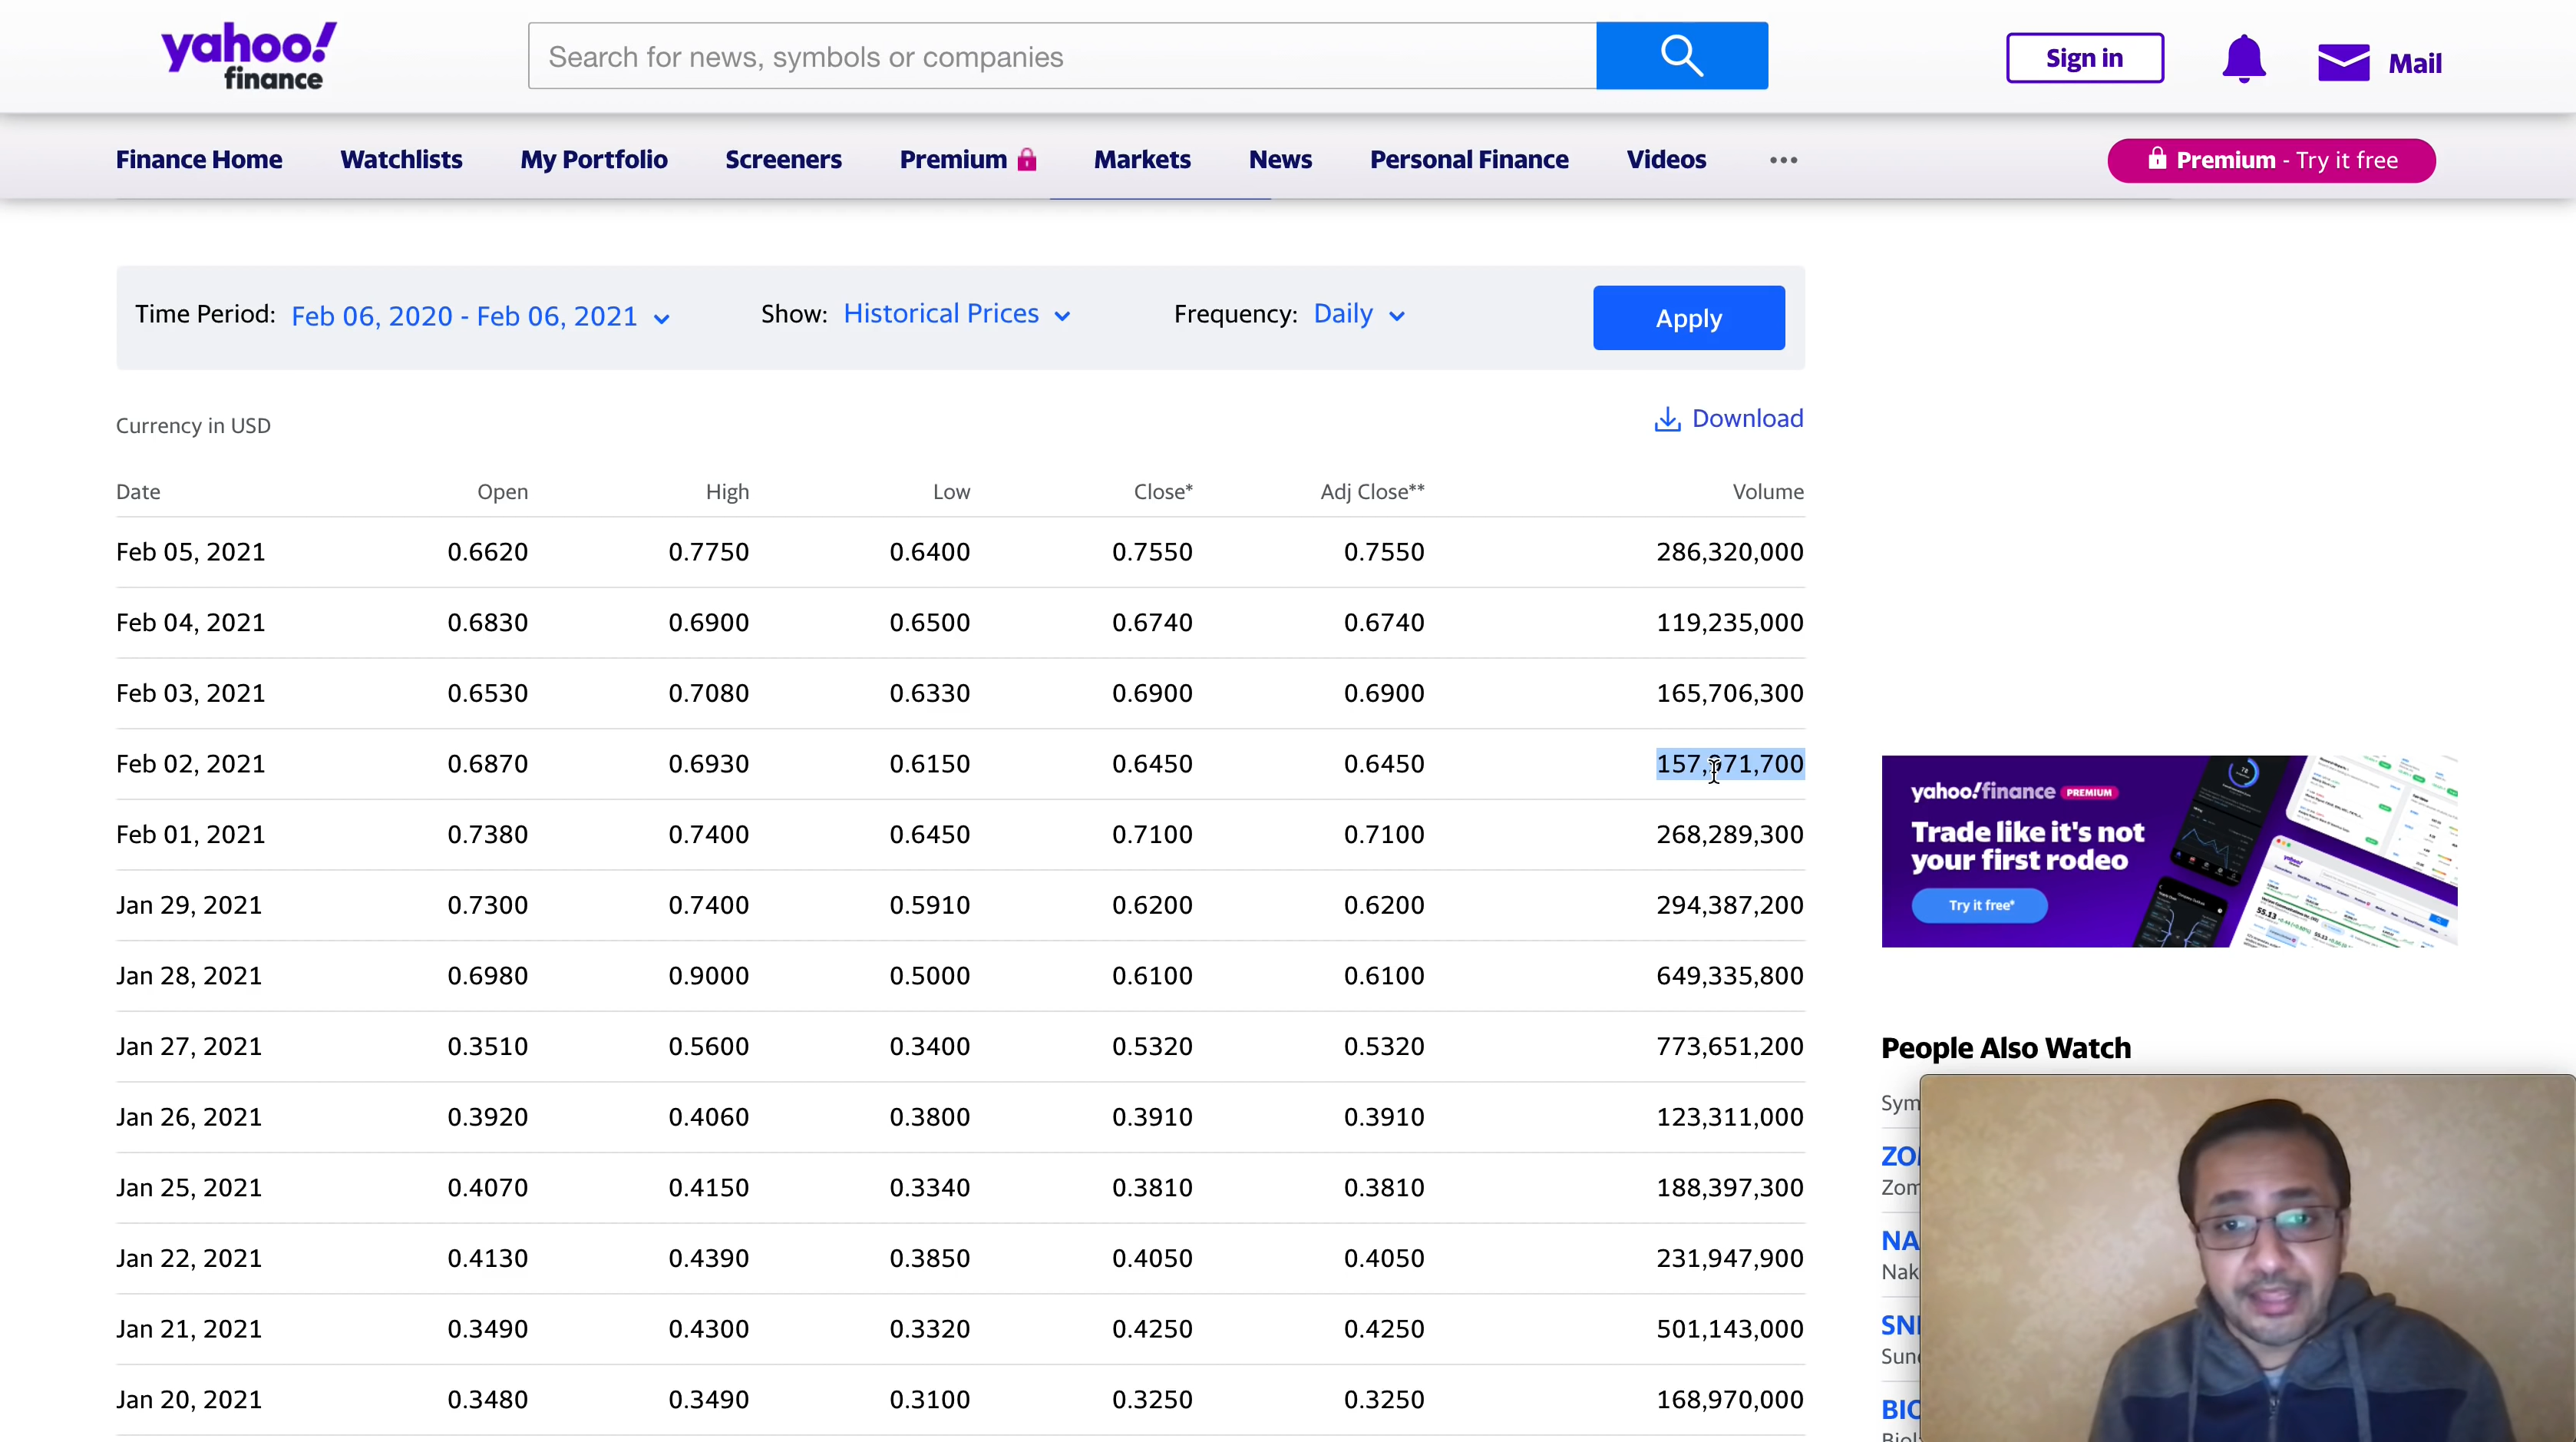 yahoo!
finance
Search for news, symbols or companies
Sign in
Mail
Finance Home Watchlists My Portfolio Screeners Premium Markets News Personal Finance Videos ••• Premium - Try it free
Time Period: Feb 06, 2020 - Feb 06, 2021 Show: Historical Prices Frequency: Daily Apply
Currency in USD Download
Date Open High Low Close* Adj Close** Volume
Feb 05, 2021 0.6620 0.7750 0.6400 0.7550 0.7550 286,320,000
Feb 04, 2021 0.6830 0.6900 0.6500 0.6740 0.6740 119,235,000
Feb 03, 2021 0.6530 0.7080 0.6330 0.6900 0.6900 165,706,300
Feb 02, 2021 0.6870 0.6930 0.6150 0.6450 0.6450
Feb 01, 2021 0.7380 0.7400 0.6450 0.7100 0.7100 268,289,300
Jan 29, 2021 0.7300 0.7400 0.5910 0.6200 0.6200 294,387,200
Jan 28, 2021 0.6980 0.9000 0.5000 0.6100 0.6100 649,335,800
Jan 27, 2021 0.3510 0.5600 0.3400 0.5320 0.5320 773,651,200
Jan 26, 2021 0.3920 0.4060 0.3800 0.3910 0.3910 123,311,000
Jan 25, 2021 0.4070 0.4150 0.3340 0.3810 0.3810 188,397,300
Jan 22, 2021 0.4130 0.4390 0.3850 0.4050 0.4050 231,947,900
Jan 21, 2021 0.3490 0.4300 0.3320 0.4250 0.4250 501,143,000
Jan 20, 2021 0.3480 0.3490 0.3100 0.3250 0.3250 168,970,000
yahoo!finance PREMIUM
Trade like it's not
your first rodeo
Try it free*
People Also Watch
Sym
Zom
NA
Nak
Sun